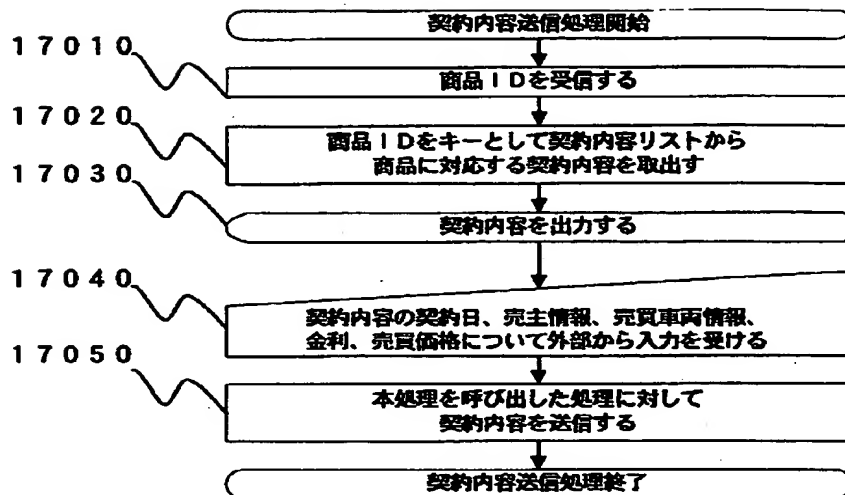 契約内容送信処理開始
17010
商品IDを受信する
17020
商品IDをキーとして契約内容リストから
商品に対応する契約内容を取出す
17030
契約内容を出力する
17040
契約内容の契約日、売主情報、売買車両情報、
金利、売買価格について外部から入力を受ける
17050
本処理を呼び出した処理に対して
契約内容を送信する
契約内容送信処理終了